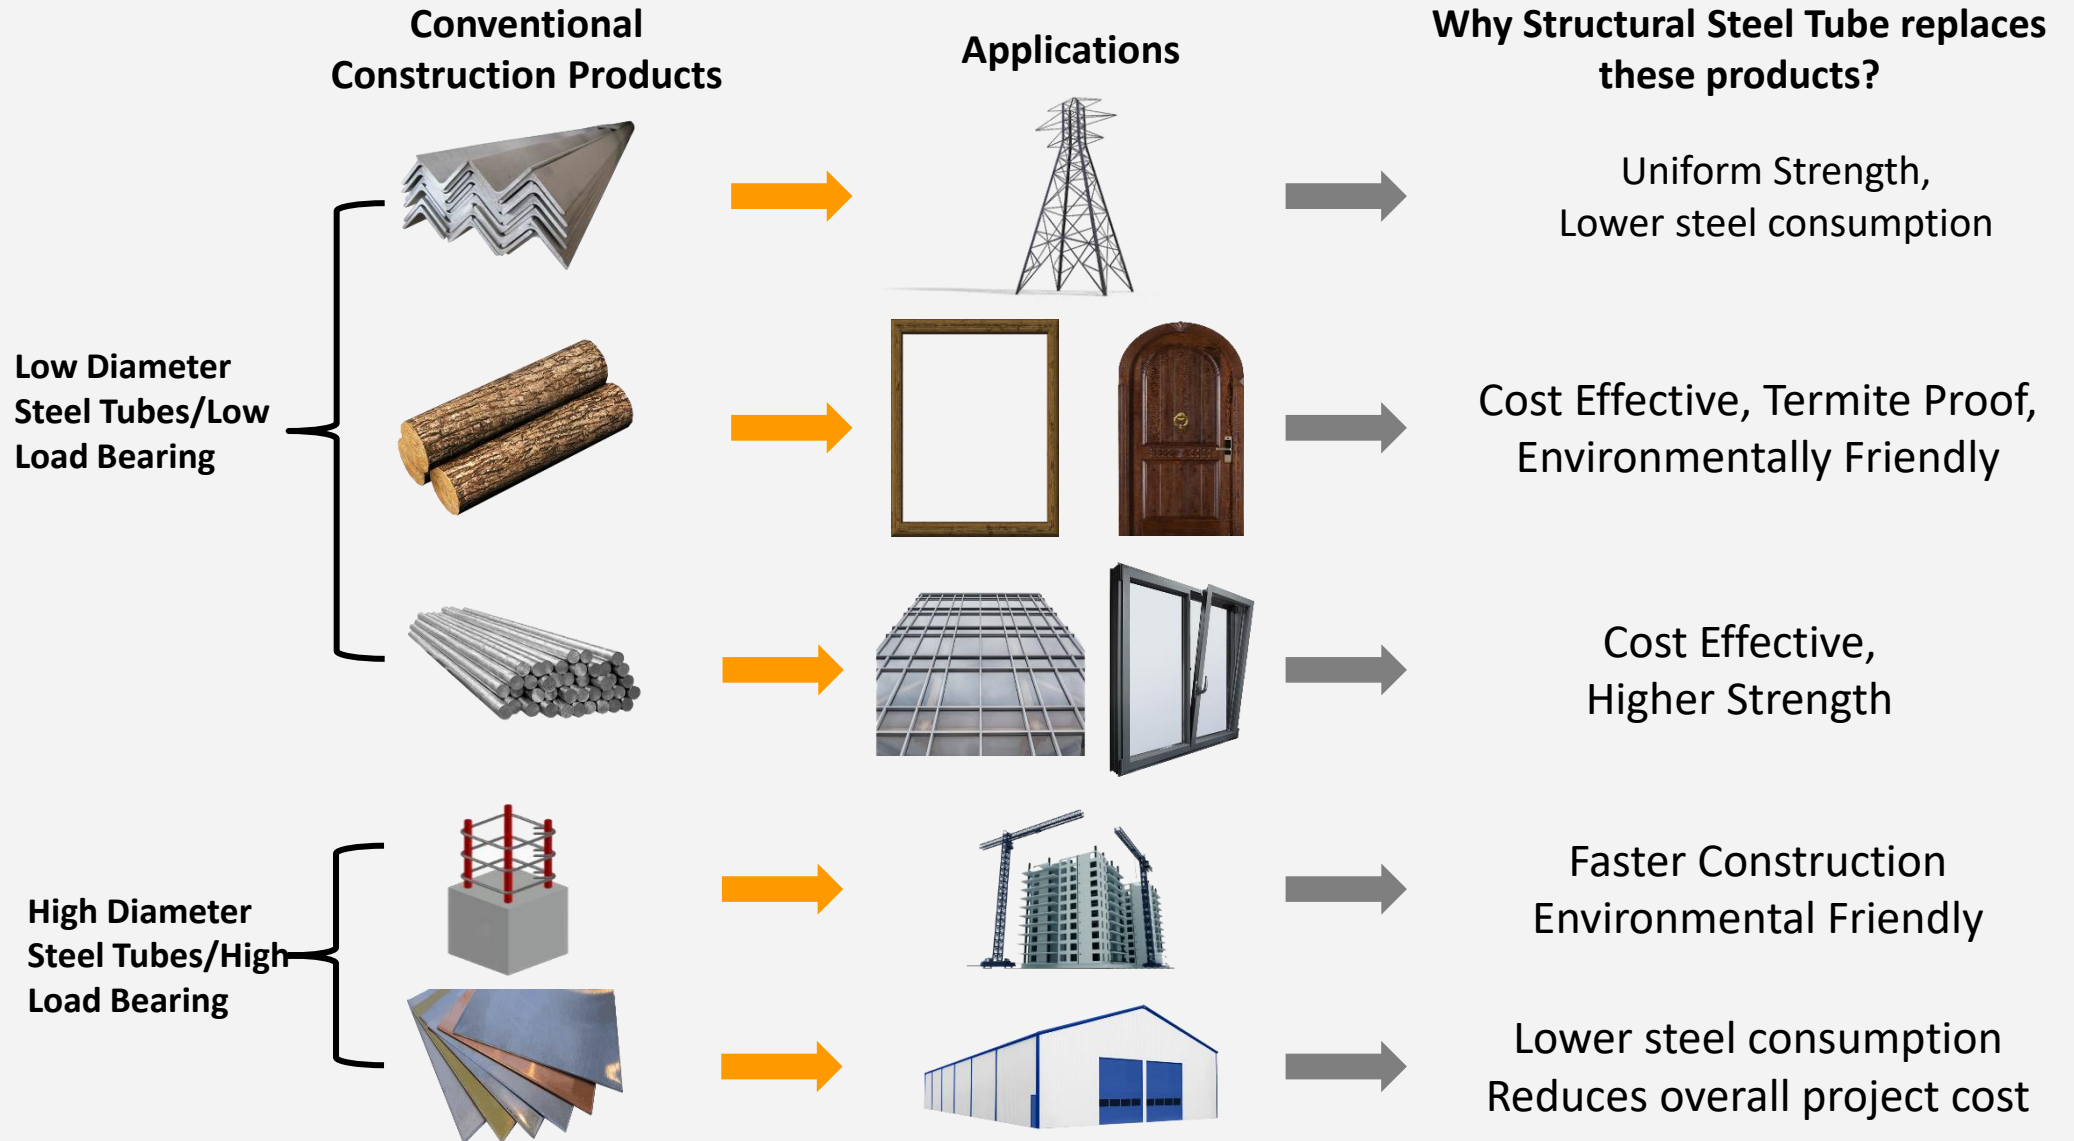 Conventional
Construction Products
Applications
Why Structural Steel Tube replaces
these products?
Uniform Strength,
Lower steel consumption
Low Diameter
Steel Tubes/Low
Load Bearing
Cost Effective, Termite Proof,
Environmentally Friendly
Cost Effective,
Higher Strength
High Diameter
Steel Tubes/High
Load Bearing
Faster Construction
Environmental Friendly
Lower steel consumption
Reduces overall project cost